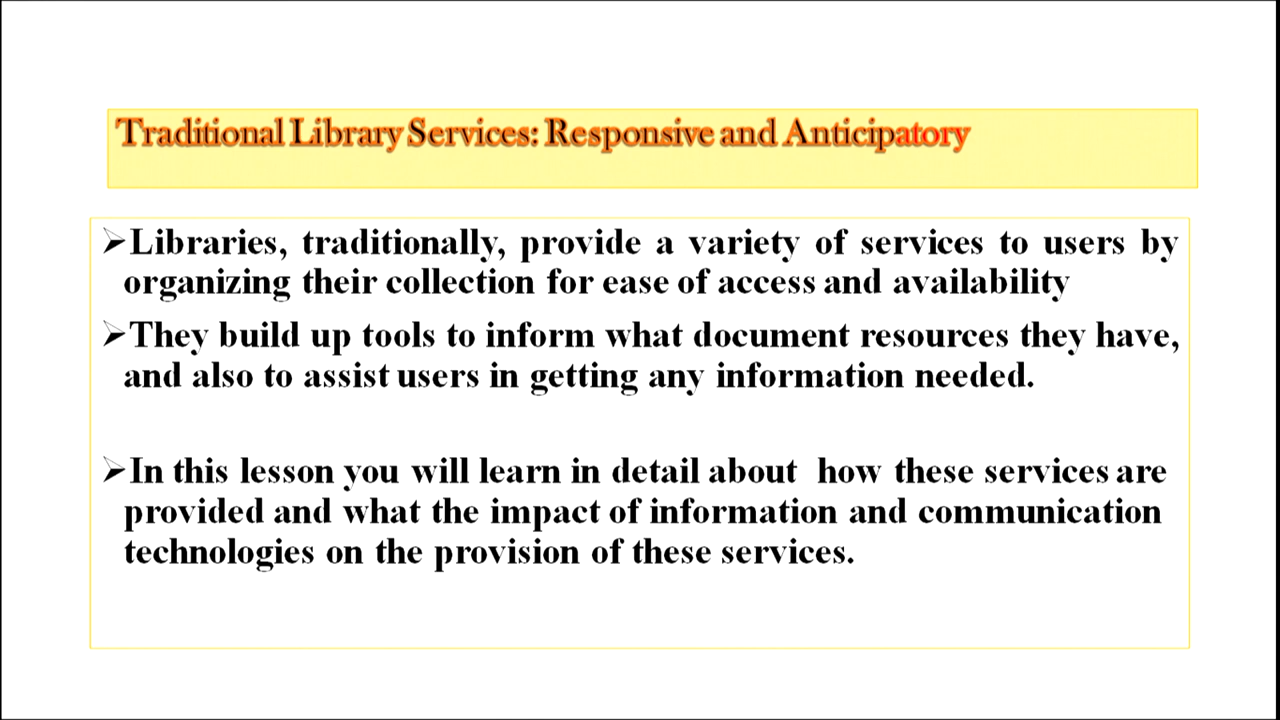 Traditional Library Services: Responsive and Anticipatory
➢Libraries, traditionally, provide a variety of services to users by
organizing their collection for ease of access and availability
➢They build up tools to inform what document resources they have,
and also to assist users in getting any information needed.
➢In this lesson you will learn in detail about how these services are
provided and what the impact of information and communication
technologies on the provision of these services.